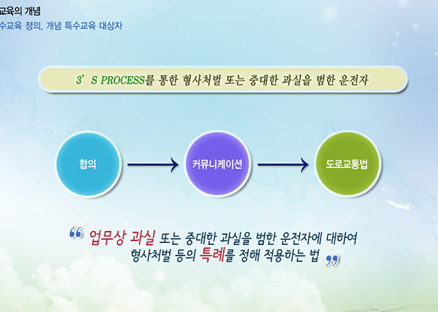 교육의 개념
수교육 정의, 개념 특수교육 대상자
3’S PROCESS를 통한 형사처벌 또는 중대한 과실을 범한 운전자
합의
커뮤니케이션
도로교통법
“ 업무상 과실 또는 중대한 과실을 범한 운전자에 대하여
형사처벌 등의 특례를 정해 적용하는 법 ”